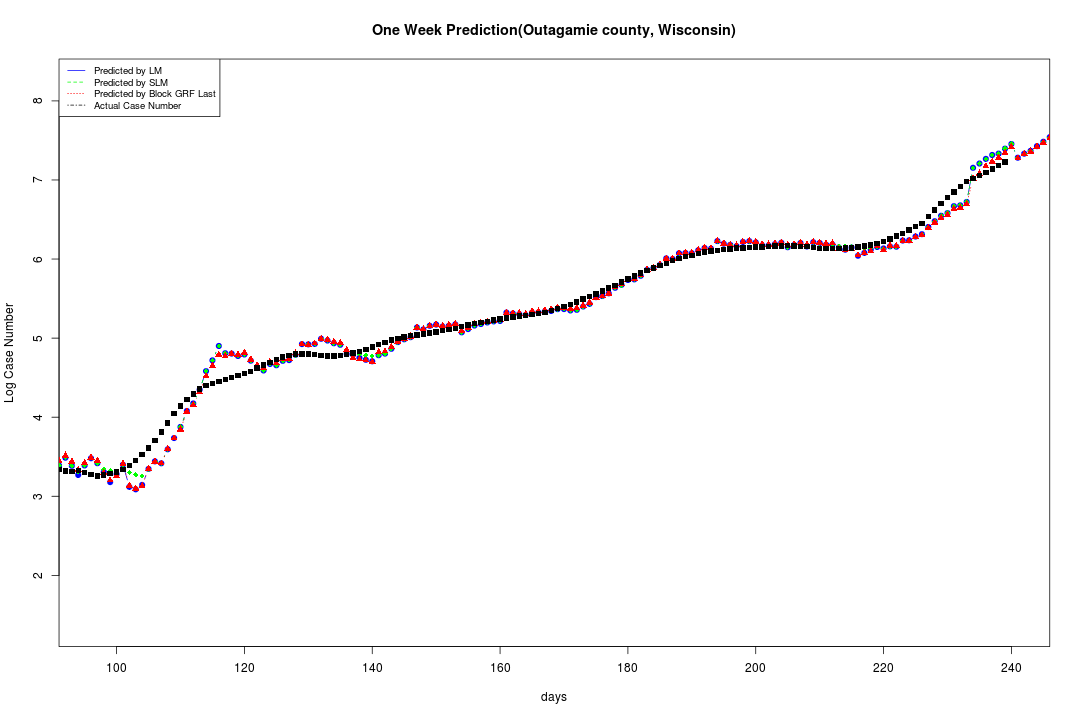 One Week Prediction(Outagamie county, Wisconsin)
Predicted by LM
Predicted by SLM
Predicted by Block GRF Last
Actual Case Number
Log Case Number
8
7
6
5
4
3
2
100 120 140 160 180 200 220 240
days